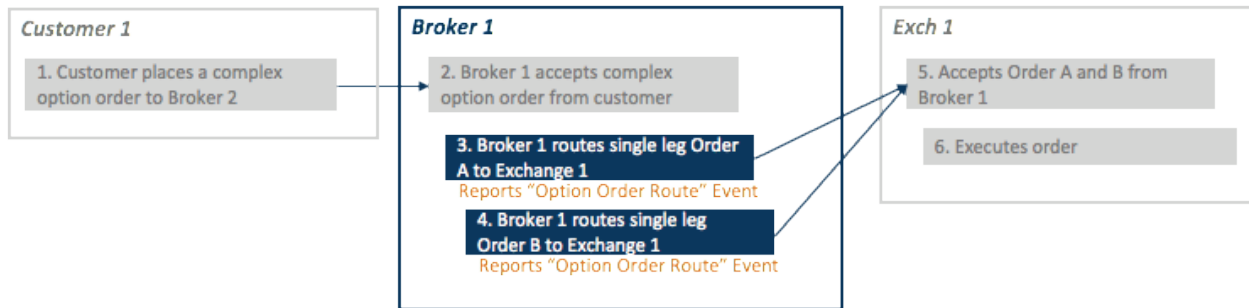 Customer 1
1. Customer places a complex
option order to Broker 2
Broker 1
2. Broker 1 accepts complex
option order from customer
3. Broker 1 routes single leg Order
A to Exchange 1
Reports “Option Order Route” Event
4. Broker 1 routes single leg
Order B to Exchange 1
Reports “Option Order Route” Event
Exch 1
5. Accepts Order A and B from
Broker 1
6. Executes order